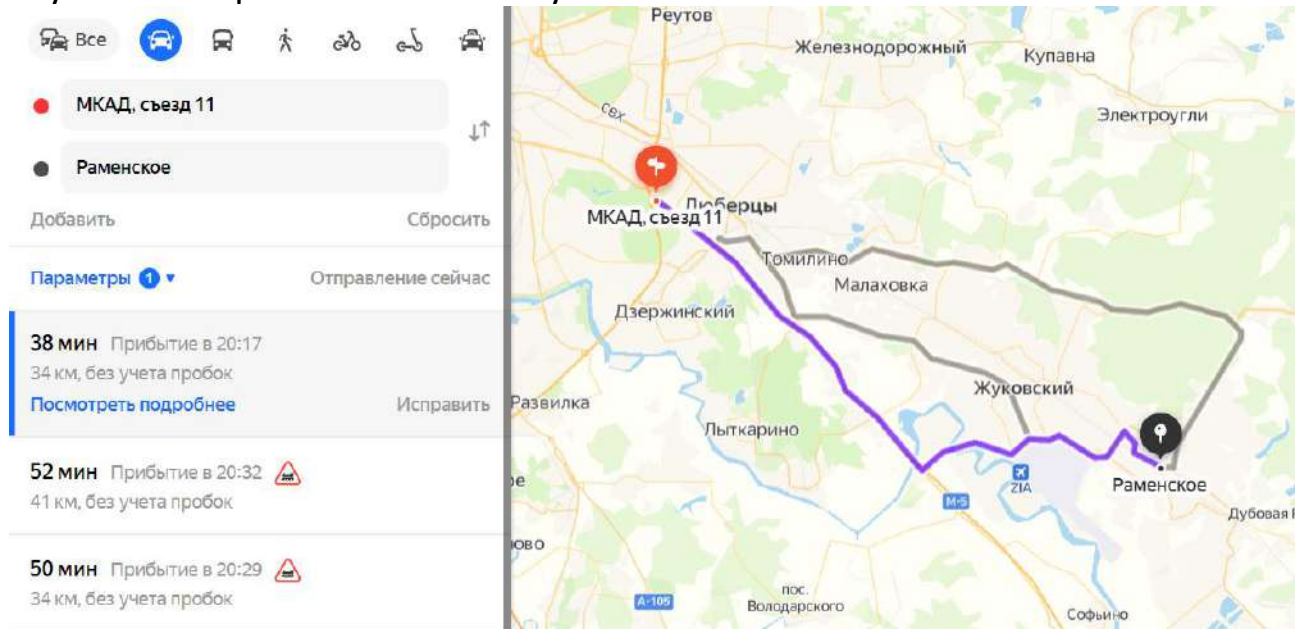 Все
МКАД, съезд 11
Раменское
Добавить
Сбросить
Параметры 1
Отправление сейчас
38 мин Прибытие в 20:17
34 км, без учета пробок
Посмотреть подробнее
Исправить
52 мин Прибытие в 20:32
41 км, без учета пробок
50 мин Прибытие в 20:29
34 км, без учета пробок
Реутов
Железнодорожный
Купавна
Электроугли
свх
Люберцы
МКАД, съезд 11
Томилино
Малаховка
Дзержинский
Жуковский
Развилка
Лыткарино
ZIA
Раменское
М-5
Дубовая
А-105
пос.
Володарского
Софьино